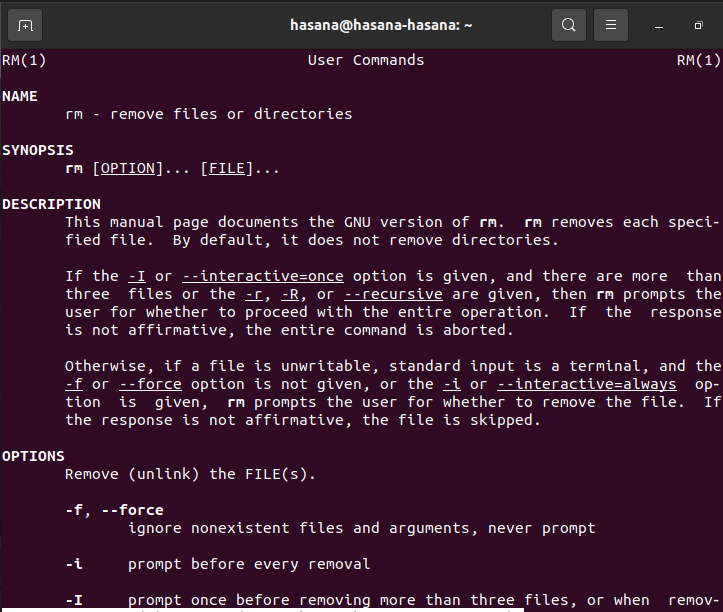 hasana@hasana-hasana: ~
RM(1) User Commands RM(1)
NAME
rm - remove files or directories
SYNOPSIS
rm [OPTION]... [FILE]...
DESCRIPTION
This manual page documents the GNU version of rm. rm removes each speci-
fied file. By default, it does not remove directories.
If the -I or --interactive=once option is given, and there are more than
three files or the -r, -R, or --recursive are given, then rm prompts the
user for whether to proceed with the entire operation. If the response
is not affirmative, the entire command is aborted.
Otherwise, if a file is unwritable, standard input is a terminal, and the
-f or --force option is not given, or the -i or --interactive=always op-
tion is given, rm prompts the user for whether to remove the file. If
the response is not affirmative, the file is skipped.
OPTIONS
Remove (unlink) the FILE(s).
-f, --force
ignore nonexistent files and arguments, never prompt
-i prompt before every removal
-I prompt once before removing more than three files, or when remov-